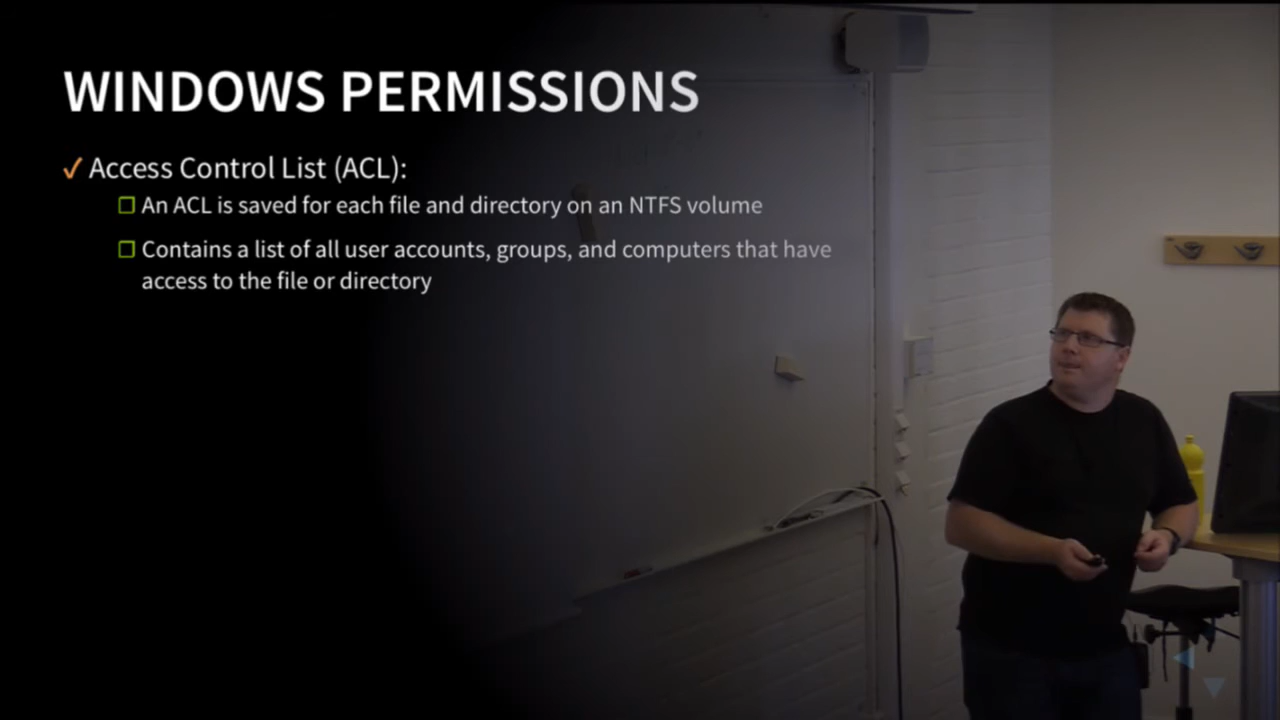 WINDOWS PERMISSIONS
✓ Access Control List (ACL):
❒ An ACL is saved for each file and directory on an NTFS volume
❒ Contains a list of all user accounts, groups, and computers that have
access to the file or directory